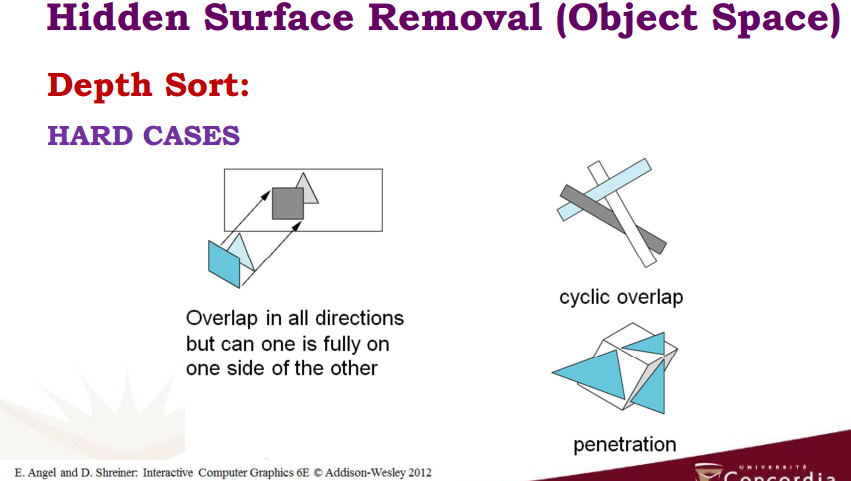 Hidden Surface Removal (Object Space)
Depth Sort:
HARD CASES
Overlap in all directions
but can one is fully on
one side of the other
cyclic overlap
penetration
E. Angel and D. Shreiner: Interactive Computer Graphics 6E © Addison-Wesley 2012
UNIVERSITÉ
Concordia